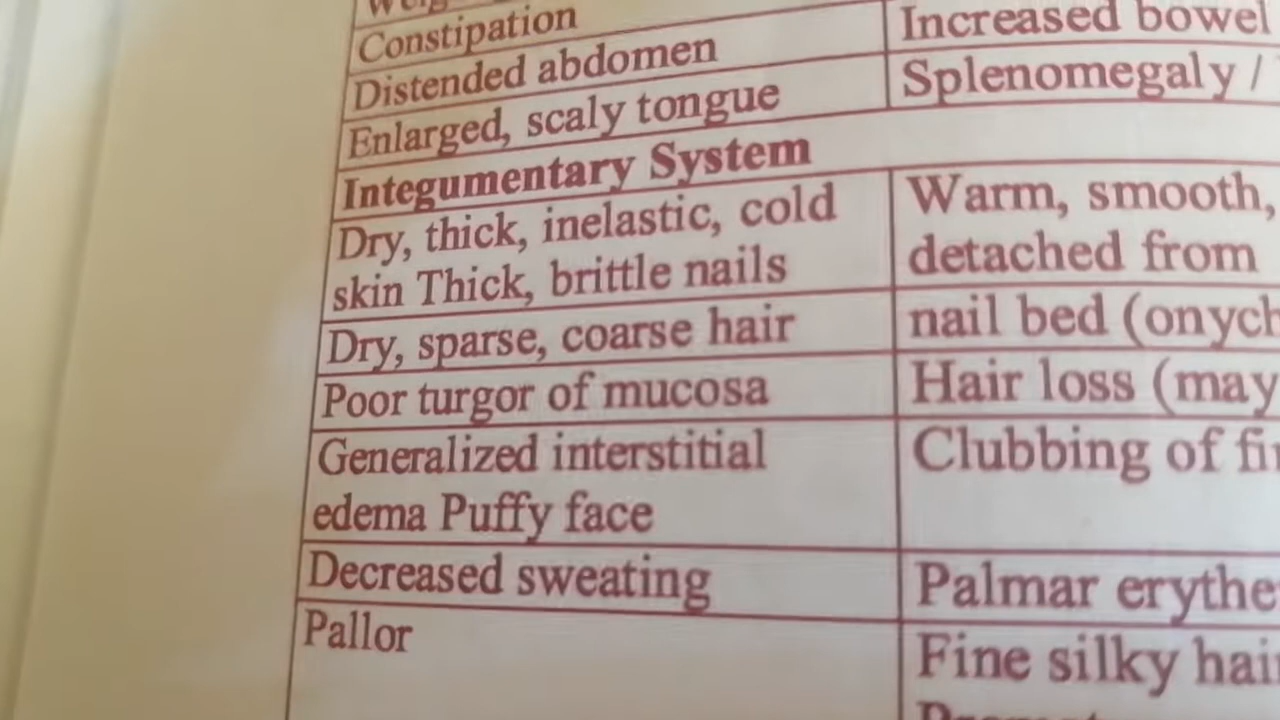 Constipation
Increased bowel
Distended abdomen
Splenomegaly /
Enlarged, scaly tongue
Integumentary System
Dry, thick, inelastic, cold
skin Thick, brittle nails
Warm, smooth,
detached from
Dry, sparse, coarse hair
nail bed (onych
Poor turgor of mucosa
Hair loss (may
Generalized interstitial
edema Puffy face
Clubbing of fi
Decreased sweating
Palmar erythe
Pallor
Fine silky hair